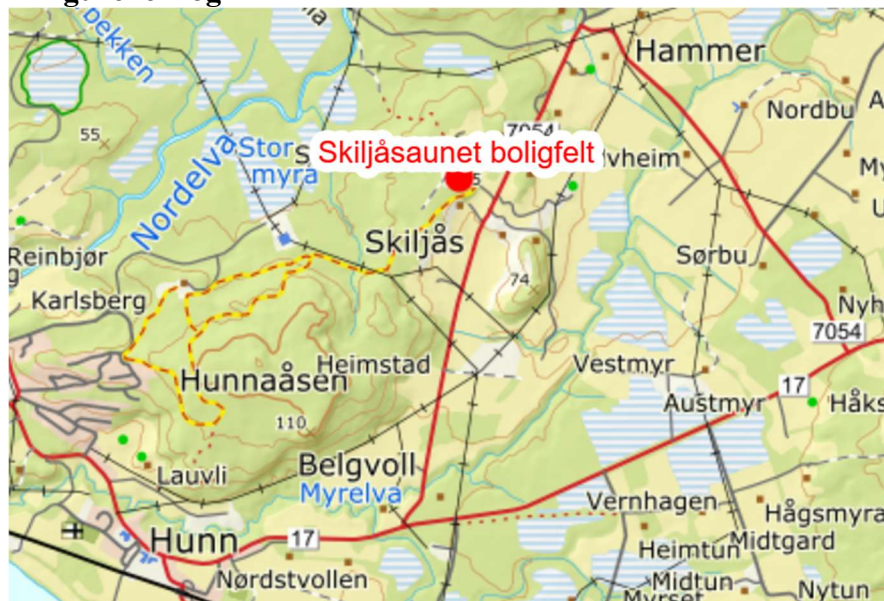 bekken
Hammer
55
Nordbu
7054
Stor
myra
Skiljåsaunet boligfelt
Nordelva
Skiljås
Reinbjør
Sørbu
74
Karlsberg
7054
Heimstad
Vestmyr
Hunnaåsen
17
Austmyr
110
Lauvli
Belgvoll
Myrelva
Vernhagen
Hunn
17
Heimtun
Midtgard
Nørdstvollen
Midtun
Nytun